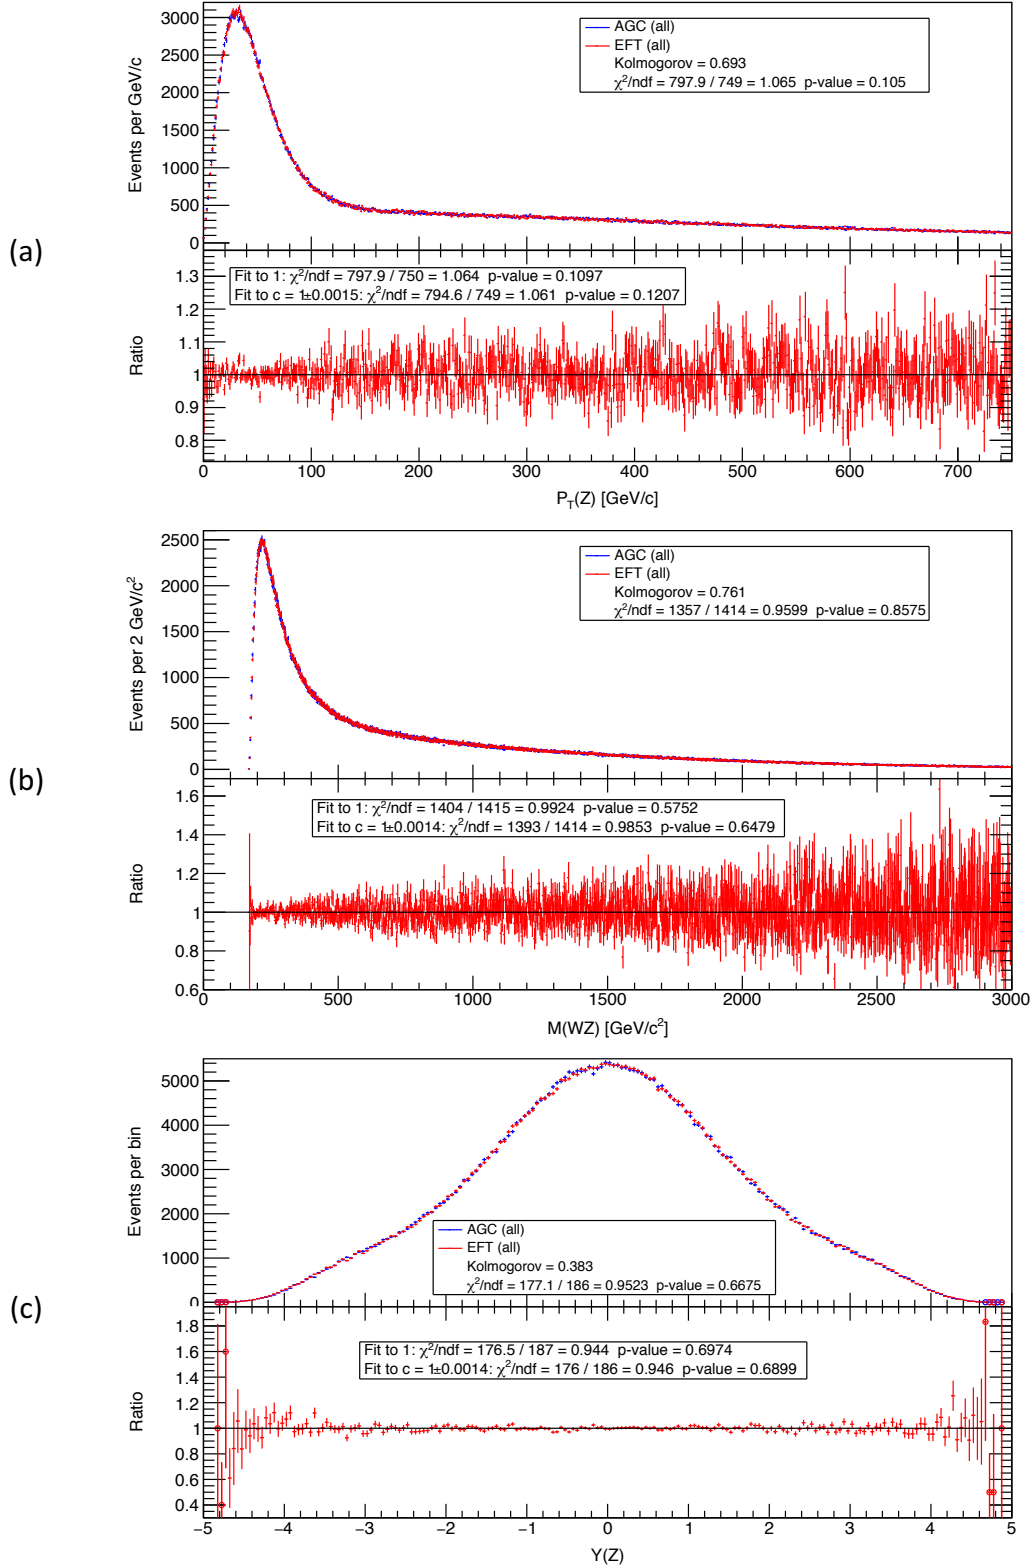 (a)
Events per GeV/c
3000
2500
2000
1500
1000
500
0
AGC (all)
EFT (all)
Kolmogorov = 0.693
χ²/ndf = 797.9 / 749 = 1.065 p-value = 0.105
Ratio
1.3
1.2
1.1
1
0.9
0.8
Fit to 1: χ²/ndf = 797.9 / 750 = 1.064 p-value = 0.1097
Fit to c = 1±0.0015: χ²/ndf = 794.6 / 749 = 1.061 p-value = 0.1207
0 100 200 300 400 500 600 700
P_T(Z) [GeV/c]
(b)
Events per 2 GeV/c²
2500
2000
1500
1000
500
0
AGC (all)
EFT (all)
Kolmogorov = 0.761
χ²/ndf = 1357 / 1414 = 0.9599 p-value = 0.8575
Ratio
1.6
1.4
1.2
1
0.8
0.6
Fit to 1: χ²/ndf = 1404 / 1415 = 0.9924 p-value = 0.5752
Fit to c = 1±0.0014: χ²/ndf = 1393 / 1414 = 0.9853 p-value = 0.6479
0 500 1000 1500 2000 2500 3000
M(WZ) [GeV/c²]
(c)
Events per bin
5000
4000
3000
2000
1000
0
AGC (all)
EFT (all)
Kolmogorov = 0.383
χ²/ndf = 177.1 / 186 = 0.9523 p-value = 0.6675
Ratio
1.8
1.6
1.4
1.2
1
0.8
0.6
0.4
Fit to 1: χ²/ndf = 176.5 / 187 = 0.944 p-value = 0.6974
Fit to c = 1±0.0014: χ²/ndf = 176 / 186 = 0.946 p-value = 0.6899
−5 −4 −3 −2 −1 0 1 2 3 4 5
Y(Z)